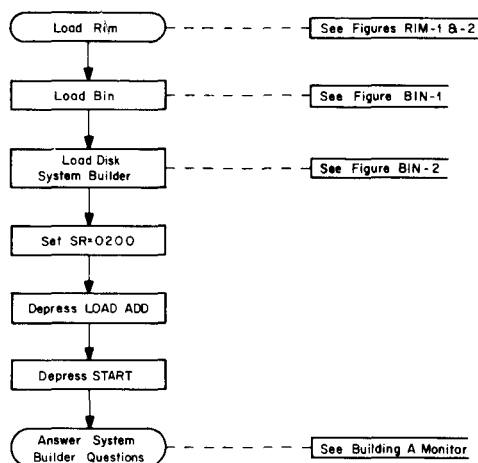 Load Rim
See Figures RIM-1 & -2
Load Bin
See Figure BIN-1
Load Disk
System Builder
See Figure BIN-2
Set SR=0200
Depress LOAD ADD
Depress START
Answer System
Builder Questions
See Building A Monitor